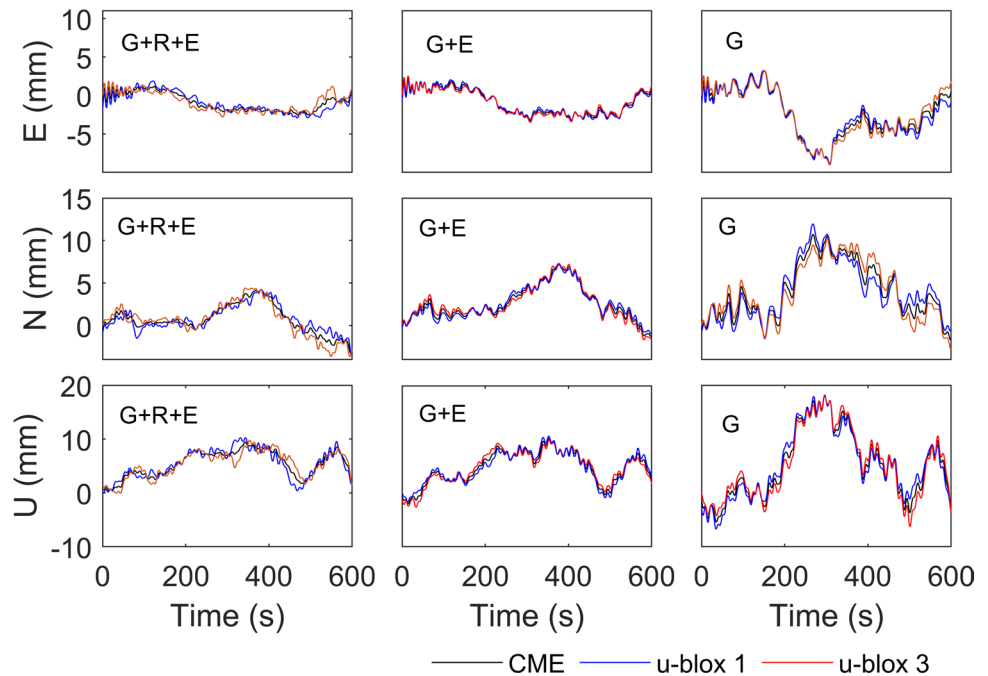 10
5
0
-5
E (mm)
G+R+E
G+E
G
15
10
5
0
N (mm)
G+R+E
G+E
G
20
10
0
-10
U (mm)
G+R+E
G+E
G
0 200 400 600 0 200 400 600 0 200 400 600
Time (s) Time (s) Time (s)
CME u-blox 1 u-blox 3